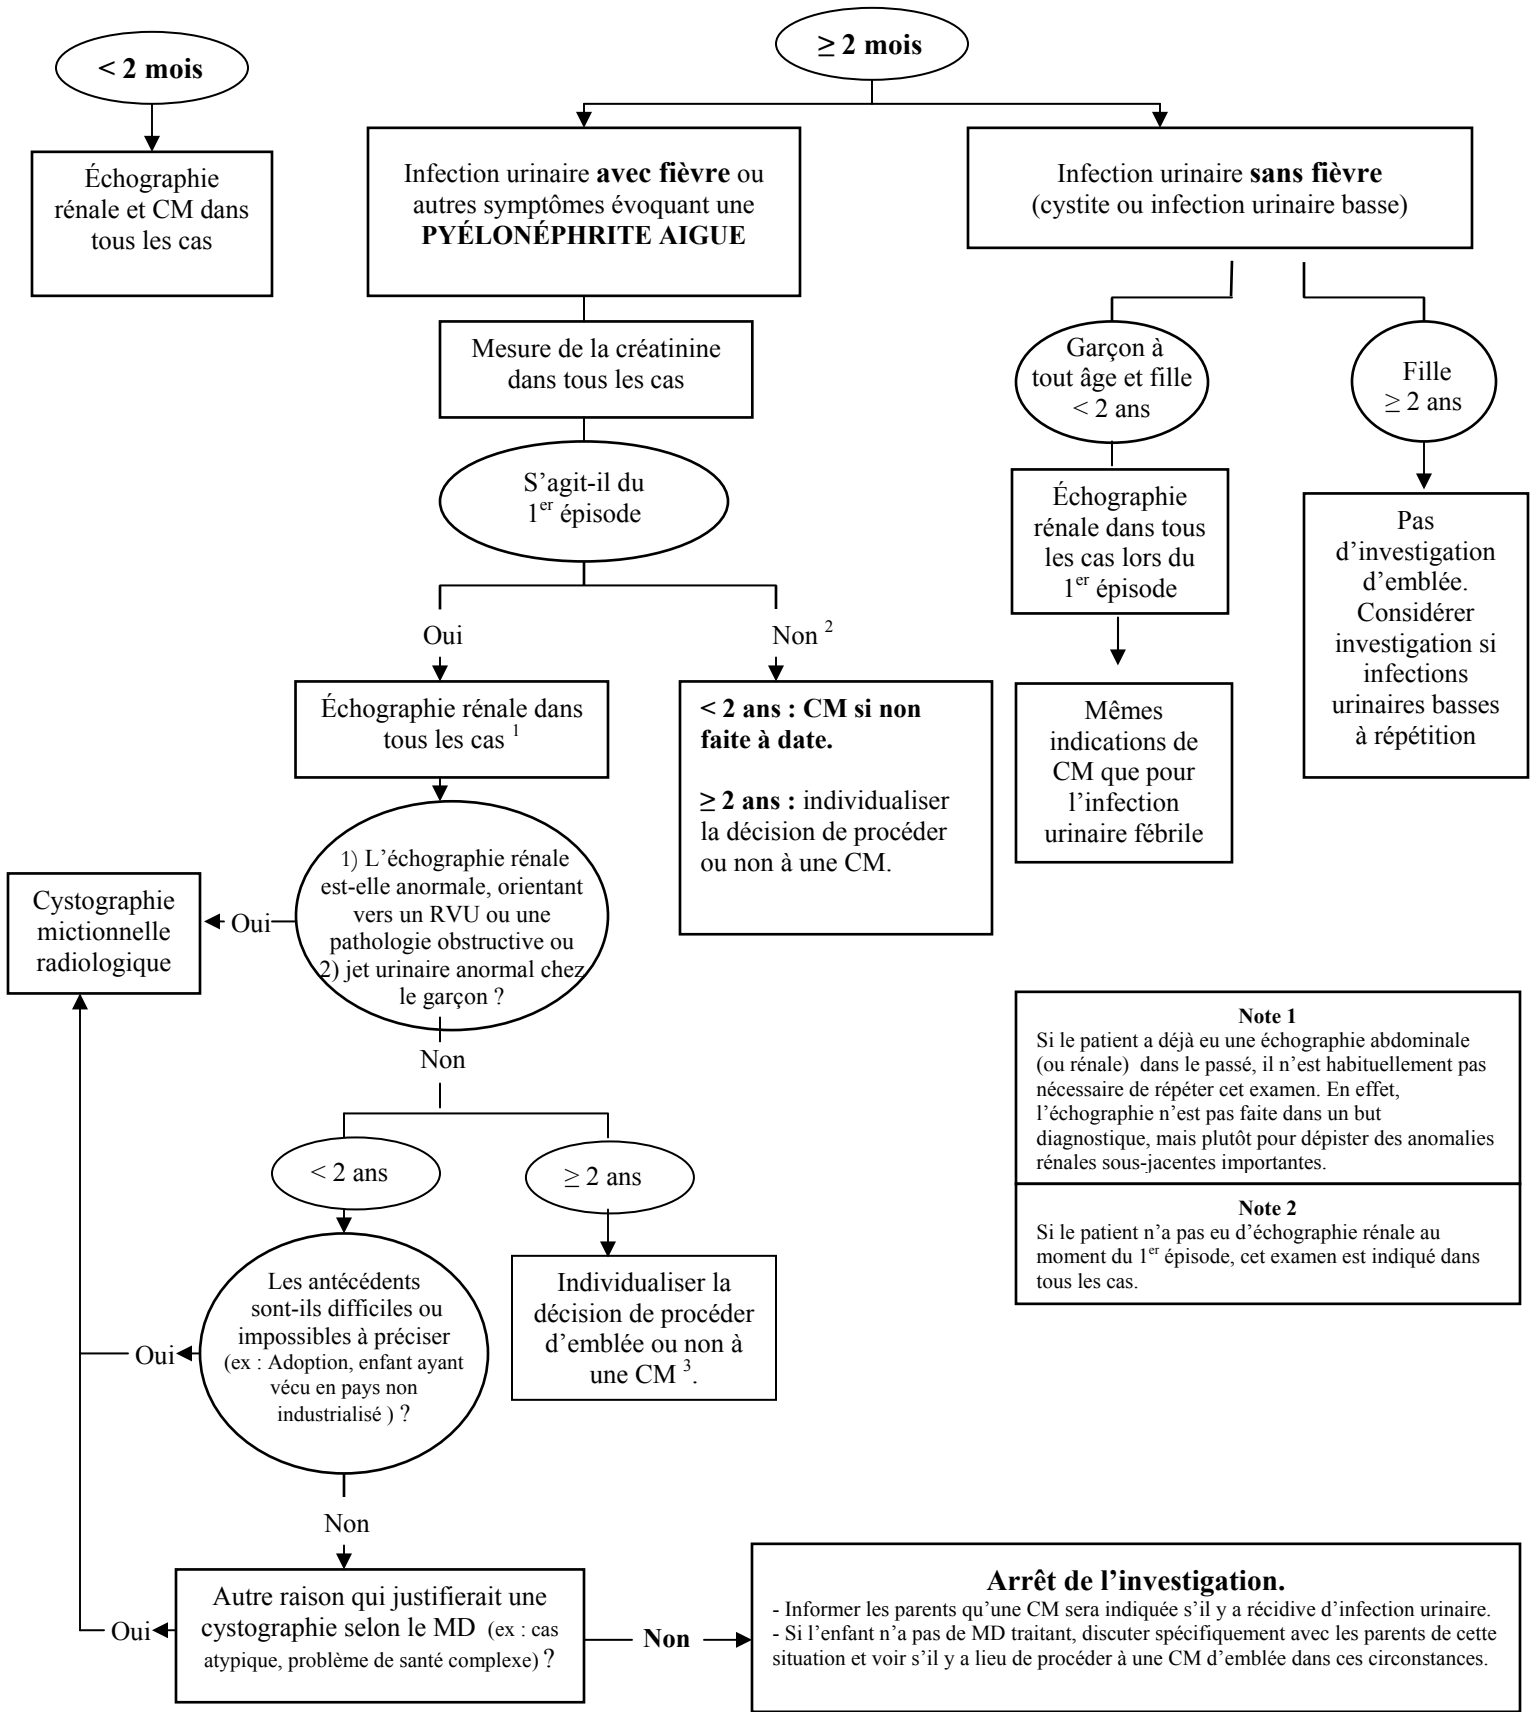 < 2 mois
Échographie
rénale et CM dans
tous les cas
≥ 2 mois
Infection urinaire avec fièvre ou
autres symptômes évoquant une
PYÉLONÉPHRITE AIGUE
Mesure de la créatinine
dans tous les cas
S’agit-il du
1er épisode
Oui
Non 2
Échographie rénale dans
tous les cas 1
< 2 ans : CM si non
faite à date.
≥ 2 ans : individualiser
la décision de procéder
ou non à une CM.
1) L’échographie rénale
est-elle anormale, orientant
vers un RVU ou une
pathologie obstructive ou
2) jet urinaire anormal chez
le garçon ?
Oui
Cystographie
mictionnelle
radiologique
Non
< 2 ans
≥ 2 ans
Les antécédents
sont-ils difficiles ou
impossibles à préciser
(ex : Adoption, enfant ayant
vécu en pays non
industrialisé ) ?
Oui
Individualiser la
décision de procéder
d’emblée ou non à
une CM 3.
Non
Autre raison qui justifierait une
cystographie selon le MD (ex : cas
atypique, problème de santé complexe) ?
Oui
Non
Arrêt de l’investigation.
- Informer les parents qu’une CM sera indiquée s’il y a récidive d’infection urinaire.
- Si l’enfant n’a pas de MD traitant, discuter spécifiquement avec les parents de cette
situation et voir s’il y a lieu de procéder à une CM d’emblée dans ces circonstances.
Infection urinaire sans fièvre
(cystite ou infection urinaire basse)
Garçon à
tout âge et fille
< 2 ans
Échographie
rénale dans tous
les cas lors du
1er épisode
Mêmes
indications de
CM que pour
l’infection
urinaire fébrile
Fille
≥ 2 ans
Pas
d’investigation
d’emblée.
Considérer
investigation si
infections
urinaires basses
à répétition
Note 1
Si le patient a déjà eu une échographie abdominale
(ou rénale) dans le passé, il n’est habituellement pas
nécessaire de répéter cet examen. En effet,
l’échographie n’est pas faite dans un but
diagnostique, mais plutôt pour dépister des anomalies
rénales sous-jacentes importantes.
Note 2
Si le patient n’a pas eu d’échographie rénale au
moment du 1er épisode, cet examen est indiqué dans
tous les cas.